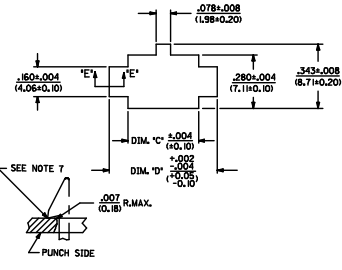 .078±.008
(1.98±0.20)
.160±.004
(4.06±0.10)
"E" "E"
.280±.004
(7.11±0.10)
.343±.008
(8.71±0.20)
DIM. "C" ±.004
(±0.10)
DIM. "D" +.002
-.004
(+0.05
-0.10)
SEE NOTE 7
.007 R.MAX.
(0.18)
PUNCH SIDE